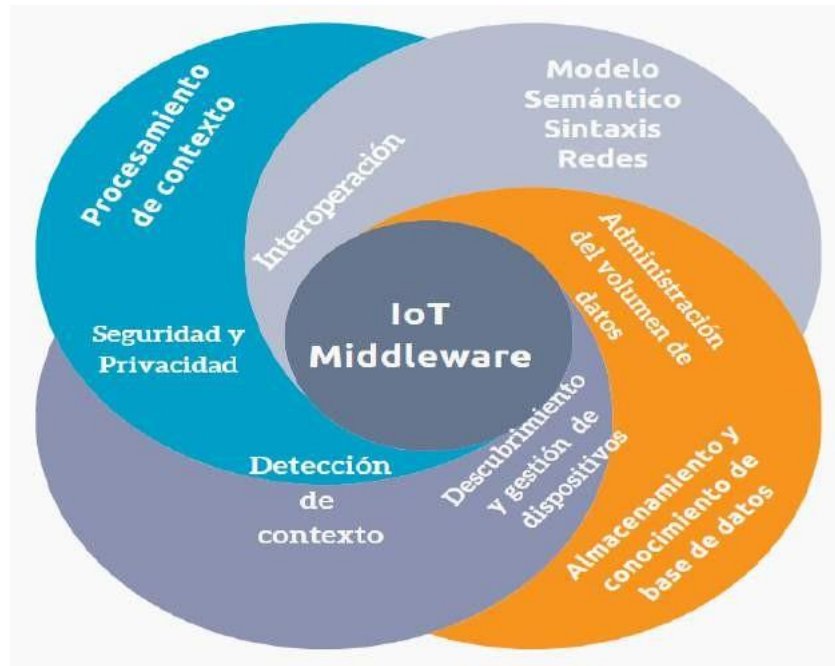 Procesamiento
de contexto
Interoperación
Modelo
Semántico
Sintaxis
Redes
Administración
del volumen de
datos
IoT
Middleware
Seguridad y
Privacidad
Detección
de
contexto
Descubrimiento
y gestión de
dispositivos
Almacenamiento y
conocimiento de
base de datos